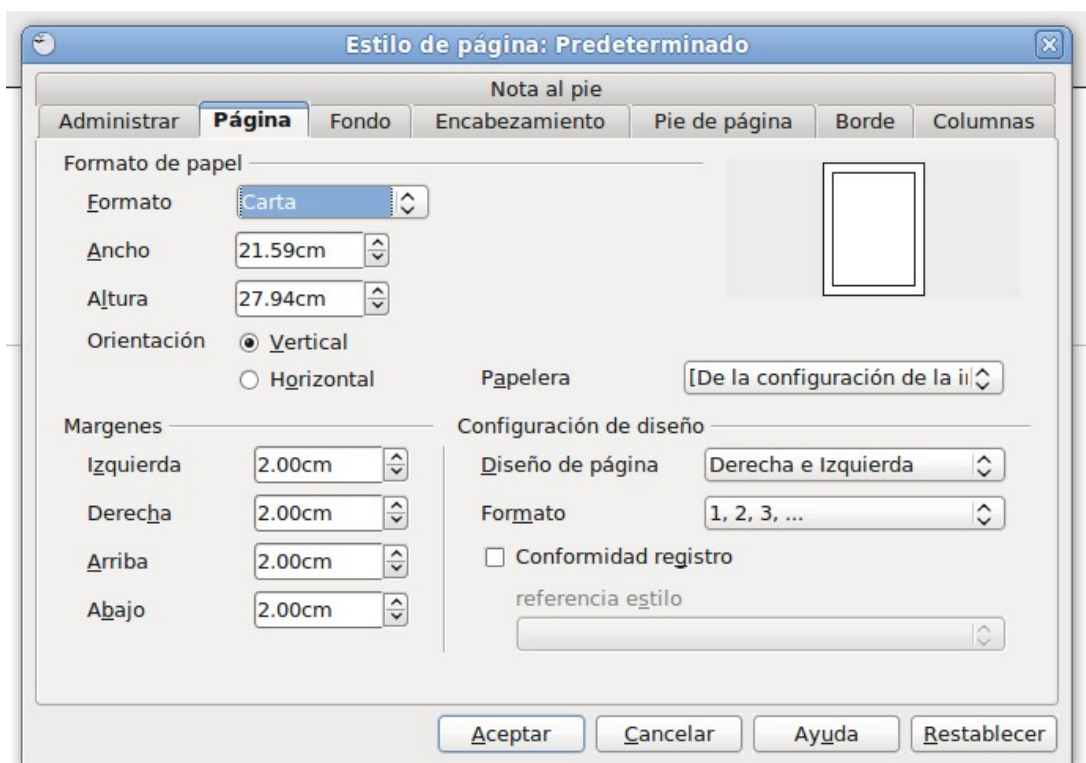 Estilo de página: Predeterminado
Nota al pie
Administrar Página Fondo Encabezamiento Pie de página Borde Columnas
Formato de papel
Formato Carta
Ancho 21.59cm
Altura 27.94cm
Orientación Vertical
Horizontal Papelera [De la configuración de la i
Margenes Configuración de diseño
Izquierda 2.00cm Diseño de página Derecha e Izquierda
Derecha 2.00cm Formato 1, 2, 3, ...
Arriba 2.00cm Conformidad registro
Abajo 2.00cm referencia estilo
Aceptar Cancelar Ayuda Restablecer